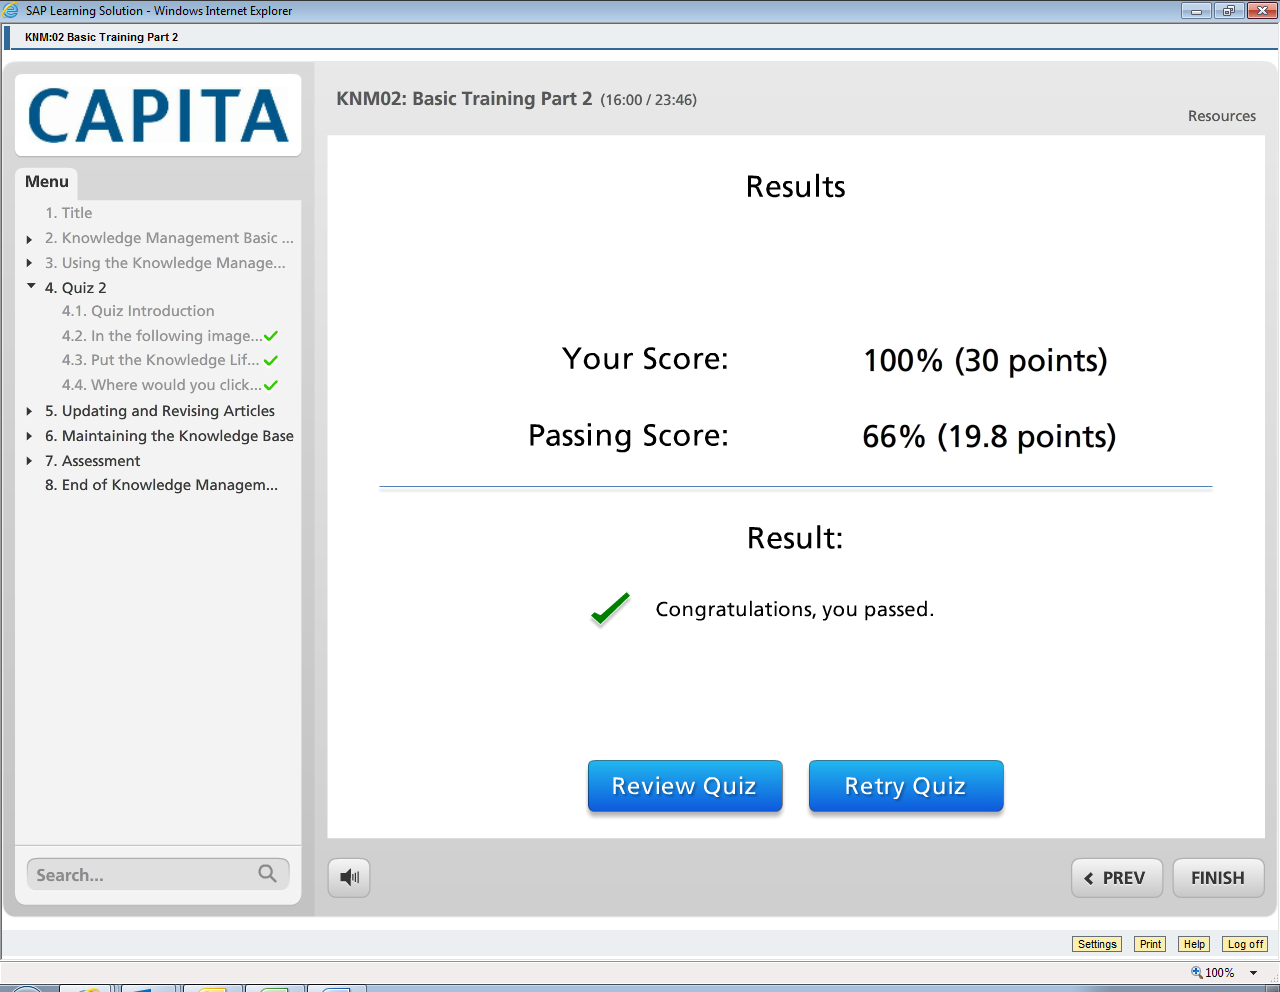 SAP Learning Solution - Windows Internet Explorer
KNM:02 Basic Training Part 2
CAPITA
KNM02: Basic Training Part 2 (16:00 / 23:46)
Resources
Menu
1. Title
2. Knowledge Management Basic ...
3. Using the Knowledge Manage...
4. Quiz 2
4.1. Quiz Introduction
4.2. In the following image...
4.3. Put the Knowledge Lif...
4.4. Where would you click...
5. Updating and Revising Articles
6. Maintaining the Knowledge Base
7. Assessment
8. End of Knowledge Managem...
Search...
Results
Your Score: 100% (30 points)
Passing Score: 66% (19.8 points)
Result:
Congratulations, you passed.
Review Quiz Retry Quiz
PREV FINISH
Settings Print Help Log off
100%